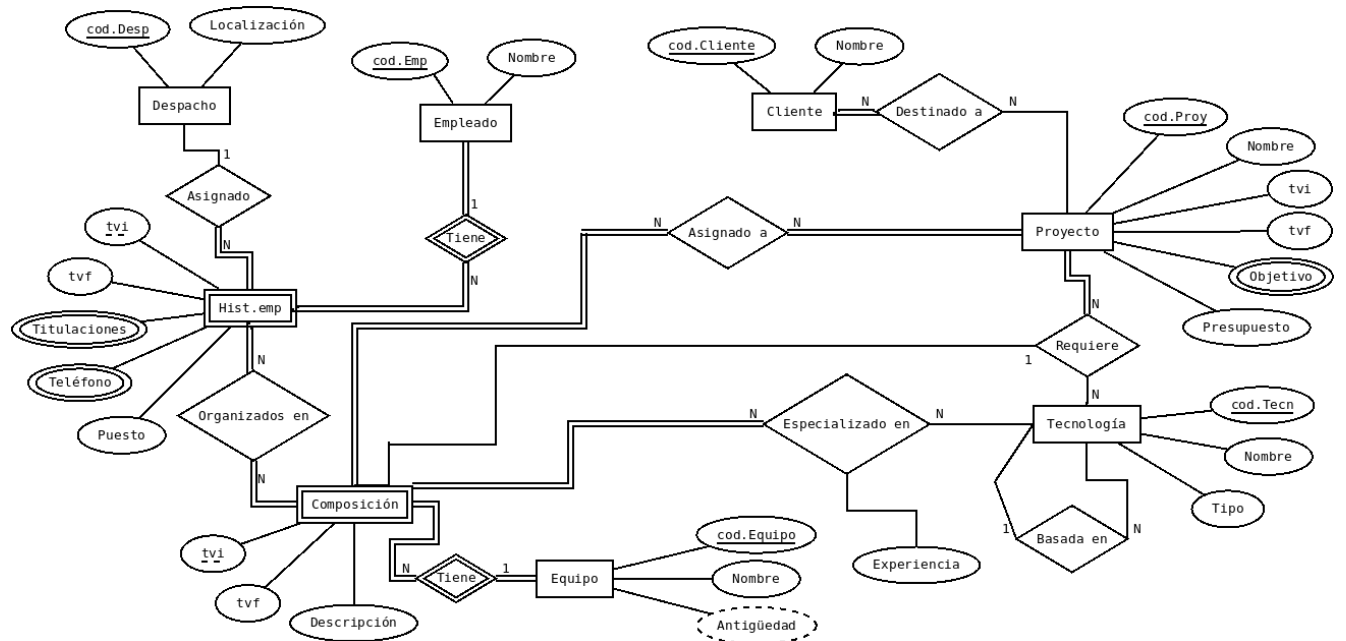 cod.Desp
Localización
Despacho
1
Asignado
N
cod.Emp
Nombre
Empleado
1
Tiene
N
tvi
tvf
Titulaciones
Teléfono
Puesto
Hist.emp
N
Organizados en
N
cod.Cliente
Nombre
Cliente
N
Destinado a
N
cod.Proy
Nombre
tvi
tvf
Objetivo
Presupuesto
Proyecto
N
Asignado a
N
N
Requiere
1
N
cod.Tecn
Nombre
Tipo
Tecnología
N
Especializado en
N
Experiencia
1
Basada en
N
Composición
tvi
tvf
Descripción
N
Tiene
1
Equipo
cod.Equipo
Nombre
Antigüedad